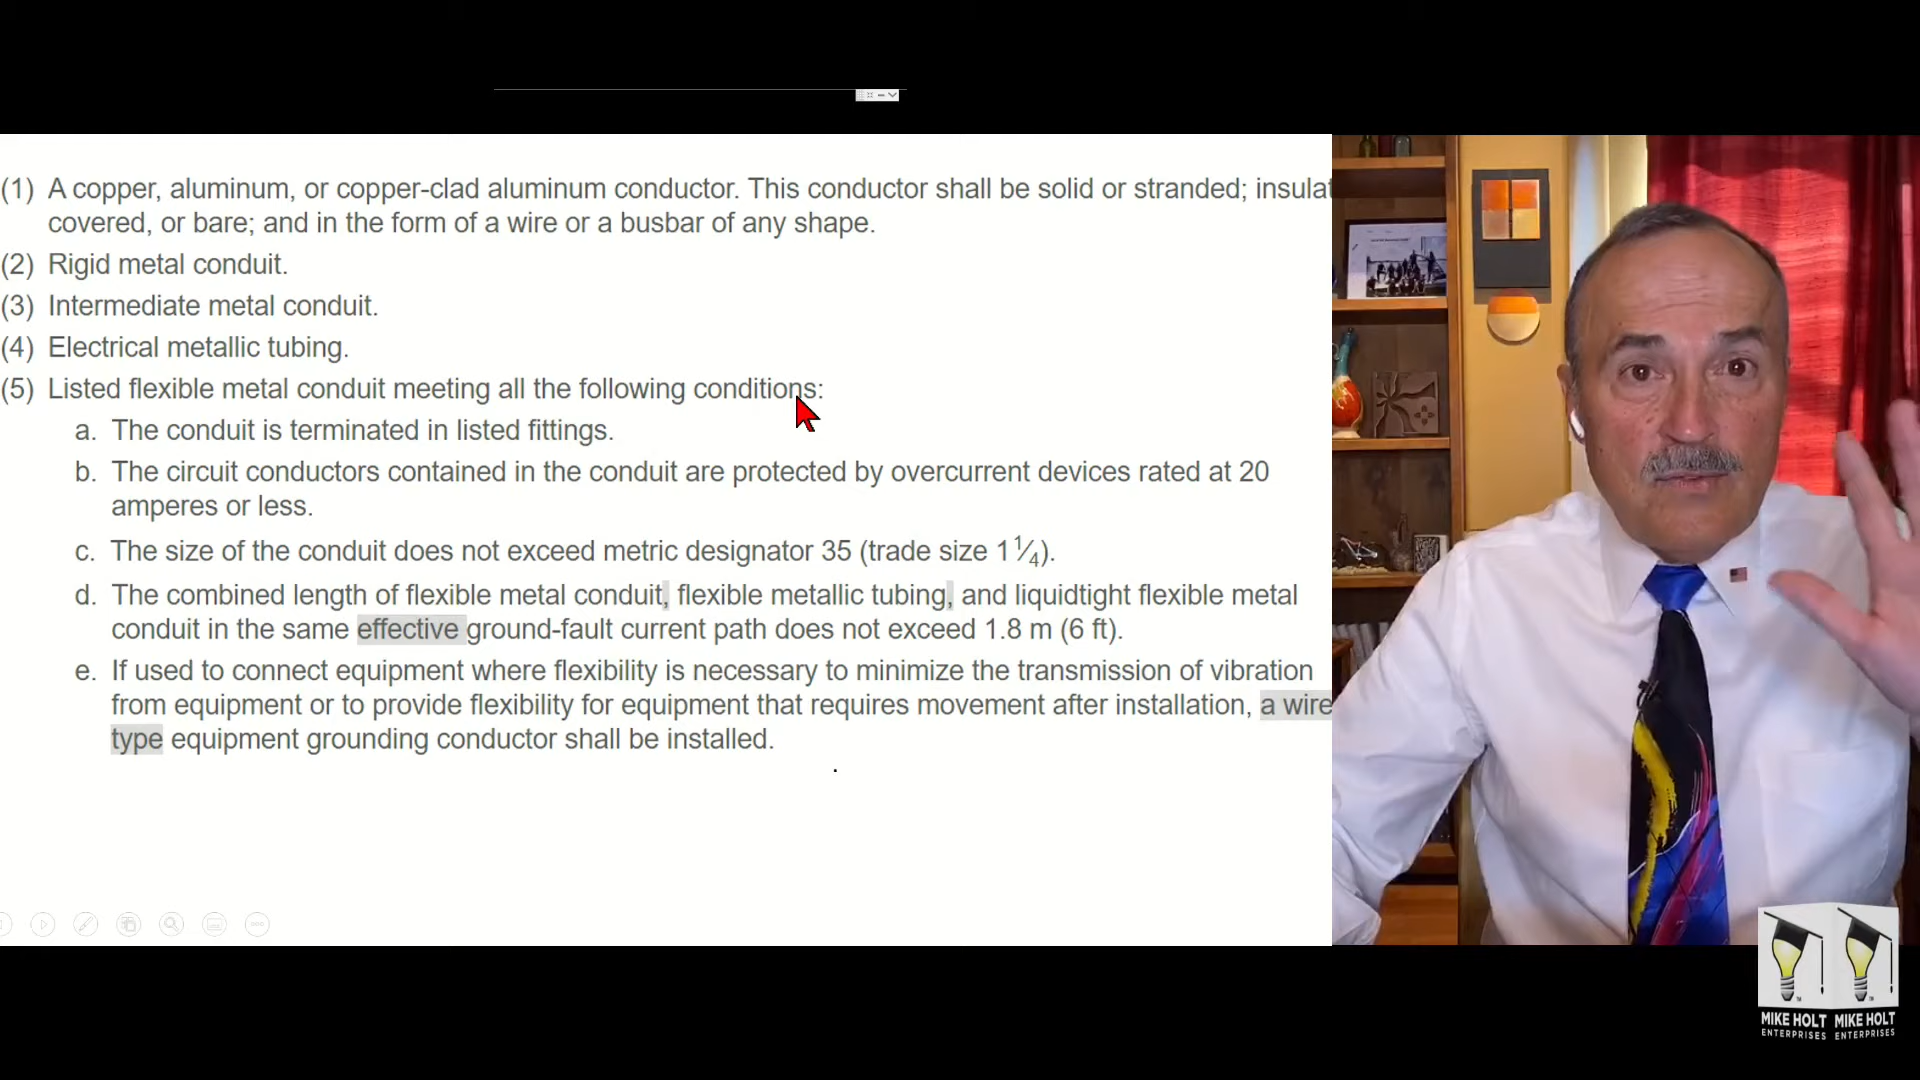 (1) A copper, aluminum, or copper-clad aluminum conductor. This conductor shall be solid or stranded; insulat
covered, or bare; and in the form of a wire or a busbar of any shape.
(2) Rigid metal conduit.
(3) Intermediate metal conduit.
(4) Electrical metallic tubing.
(5) Listed flexible metal conduit meeting all the following conditions:
a. The conduit is terminated in listed fittings.
b. The circuit conductors contained in the conduit are protected by overcurrent devices rated at 20
amperes or less.
c. The size of the conduit does not exceed metric designator 35 (trade size 1 1/4).
d. The combined length of flexible metal conduit, flexible metallic tubing, and liquidtight flexible metal
conduit in the same effective ground-fault current path does not exceed 1.8 m (6 ft).
e. If used to connect equipment where flexibility is necessary to minimize the transmission of vibration
from equipment or to provide flexibility for equipment that requires movement after installation, a wire
type equipment grounding conductor shall be installed.
MIKE HOLT MIKE HOLT
ENTERPRISES ENTERPRISES